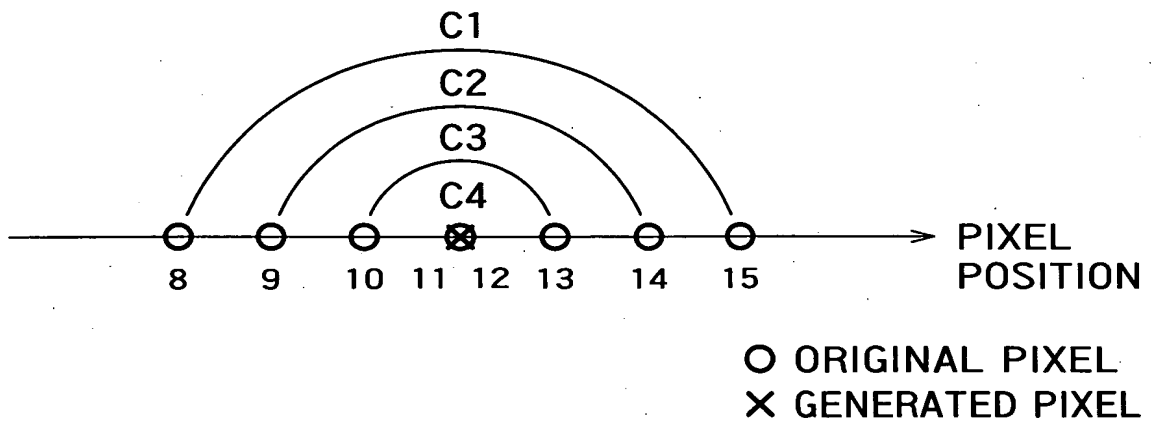 C1
C2
C3
C4
8 9 10 11 12 13 14 15
PIXEL
POSITION
O ORIGINAL PIXEL
X GENERATED PIXEL